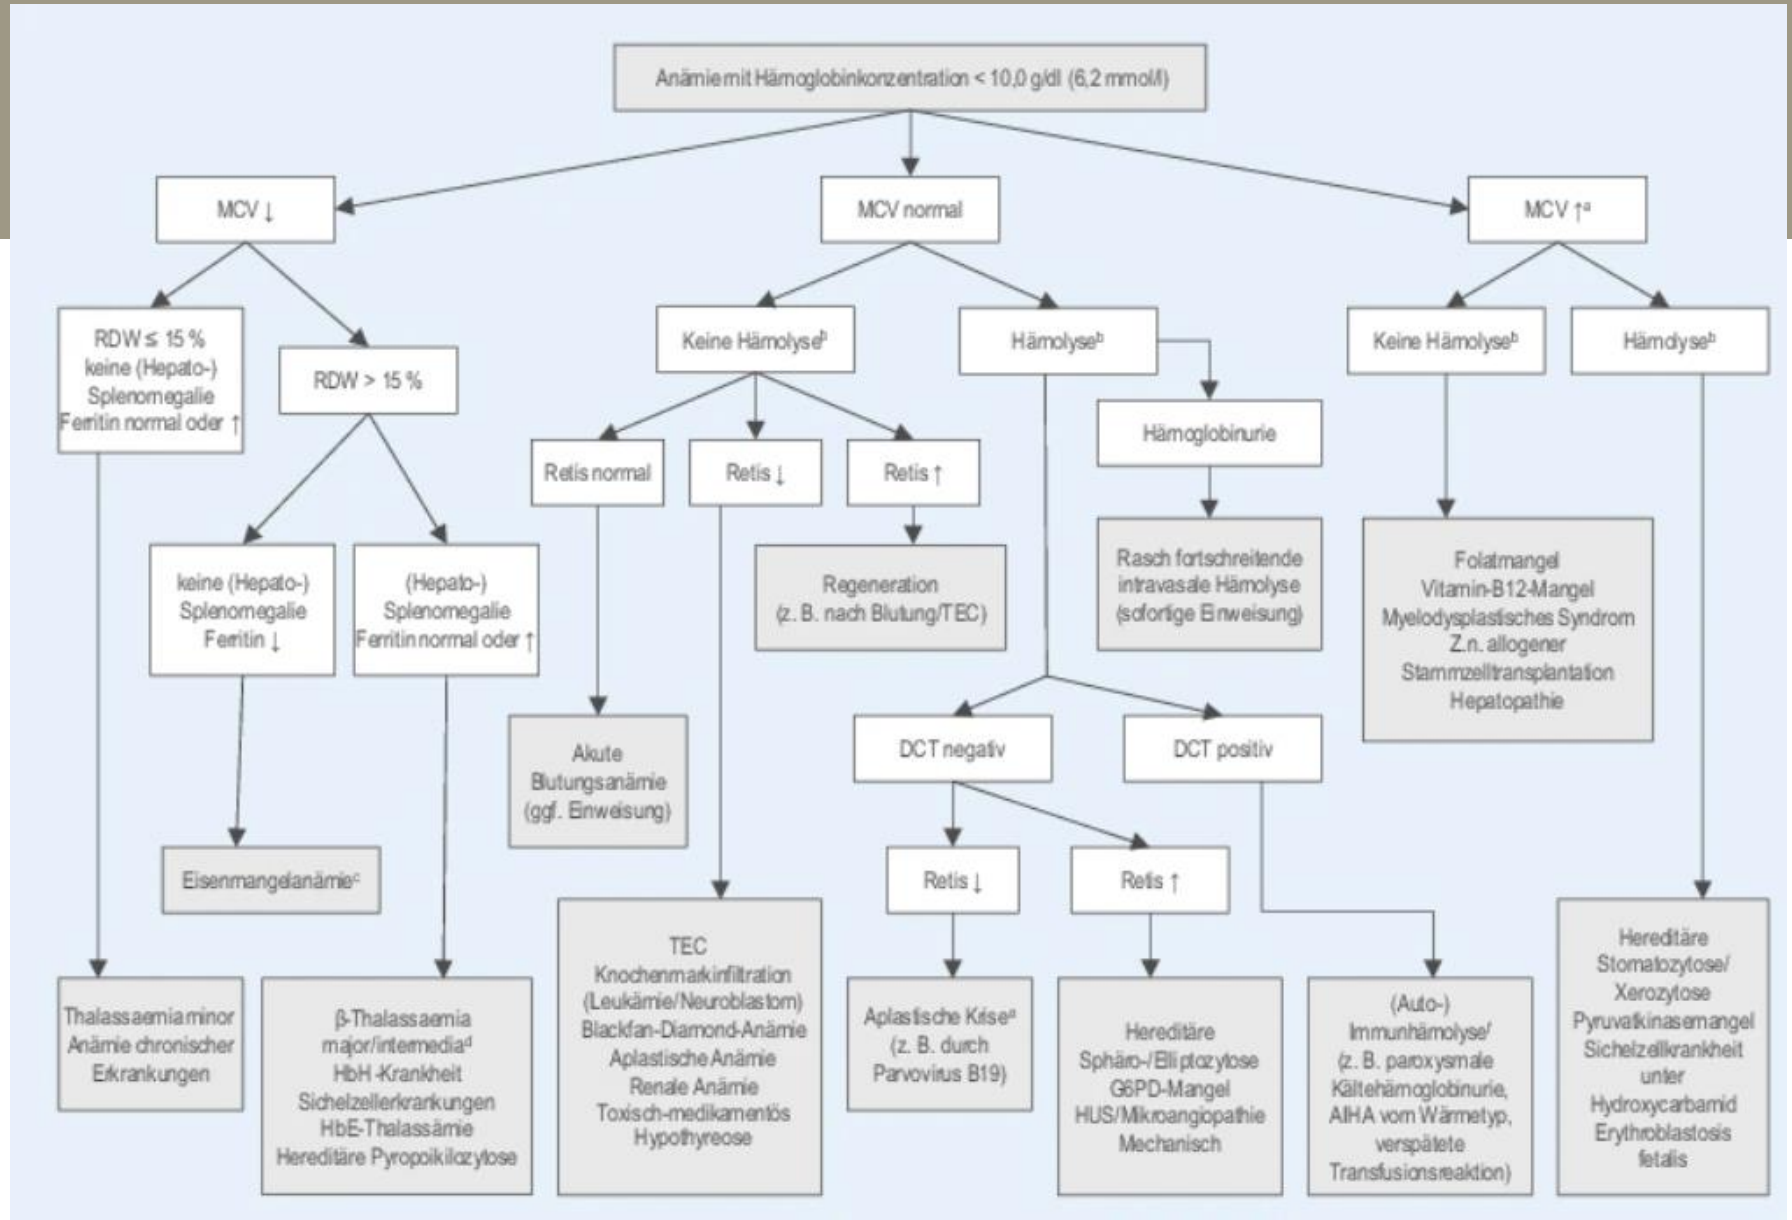 Anämie mit Hämoglobinkonzentration < 10,0 g/dl (6,2 mmol/l)
MCV ↓
MCV normal
MCV ↑ᵃ
RDW ≤ 15 %
keine (Hepato-)
Splenomegalie
Ferritin normal oder ↑
RDW > 15 %
Keine Hämolyseᵇ
Hämolyseᵇ
Keine Hämolyseᵇ
Hämolyseᵇ
Hämoglobinurie
Retis normal
Retis ↓
Retis ↑
keine (Hepato-)
Splenomegalie
Ferritin ↓
(Hepato-)
Splenomegalie
Ferritin normal oder ↑
Regeneration
(z. B. nach Blutung/TEC)
Rasch fortschreitende
intravasale Hämolyse
(sofortige Einweisung)
Folatmangel
Vitamin-B12-Mangel
Myelodysplastisches Syndrom
Z.n. allogener
Stammzelltransplantation
Hepatopathie
Akute
Blutungsanämie
(ggf. Einweisung)
DCT negativ
DCT positiv
Eisenmangelanämieᶜ
Retis ↓
Retis ↑
Thalassaemia minor
Anämie chronischer
Erkrankungen
β-Thalassaemia
major/intermediaᵈ
HbH -Krankheit
Sichelzellerkrankungen
HbE-Thalassämie
Hereditäre Pyropoikilozytose
TEC
Knochenmarkinfiltration
(Leukämie/Neuroblastom)
Blackfan-Diamond-Anämie
Aplastische Anämie
Renale Anämie
Toxisch-medikamentös
Hypothyreose
Aplastische Kriseᵉ
(z. B. durch
Parvovirus B19)
Hereditäre
Sphäro-/Elliptozytose
G6PD-Mangel
HUS/Mikroangiopathie
Mechanisch
(Auto-)
Immunhämolyseᶠ
(z. B. paroxysmale
Kältehämoglobinurie,
AIHA vom Wärmetyp,
verspätete
Transfusionsreaktion)
Hereditäre
Stomatozytose/
Xerozytose
Pyruvatkinasemangel
Sichelzellkrankheit
unter
Hydroxycarbamid
Erythroblastosis
fetalis